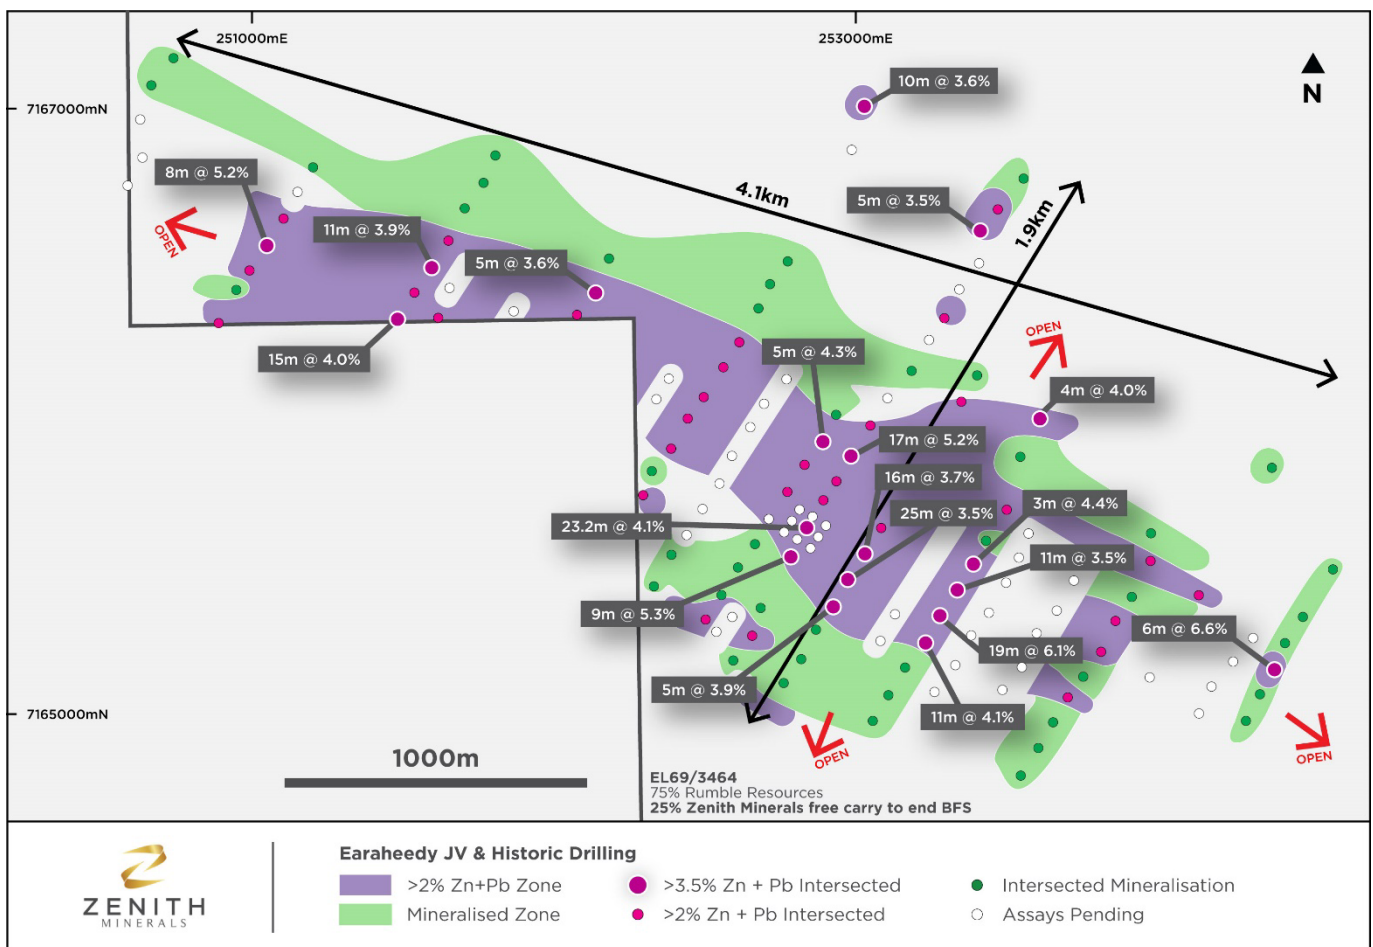 251000mE
253000mE
7167000mN
10m @ 3.6%
N
8m @ 5.2%
4.1km
5m @ 3.5%
1.9km
OPEN
11m @ 3.9%
5m @ 3.6%
15m @ 4.0%
5m @ 4.3%
OPEN
4m @ 4.0%
17m @ 5.2%
16m @ 3.7%
3m @ 4.4%
25m @ 3.5%
23.2m @ 4.1%
11m @ 3.5%
9m @ 5.3%
6m @ 6.6%
19m @ 6.1%
5m @ 3.9%
11m @ 4.1%
7165000mN
OPEN
OPEN
1000m
EL69/3464
75% Rumble Resources
25% Zenith Minerals free carry to end BFS
ZENITH
MINERALS
Earaheedy JV & Historic Drilling
>2% Zn+Pb Zone
>3.5% Zn + Pb Intersected
Intersected Mineralisation
Mineralised Zone
>2% Zn + Pb Intersected
Assays Pending